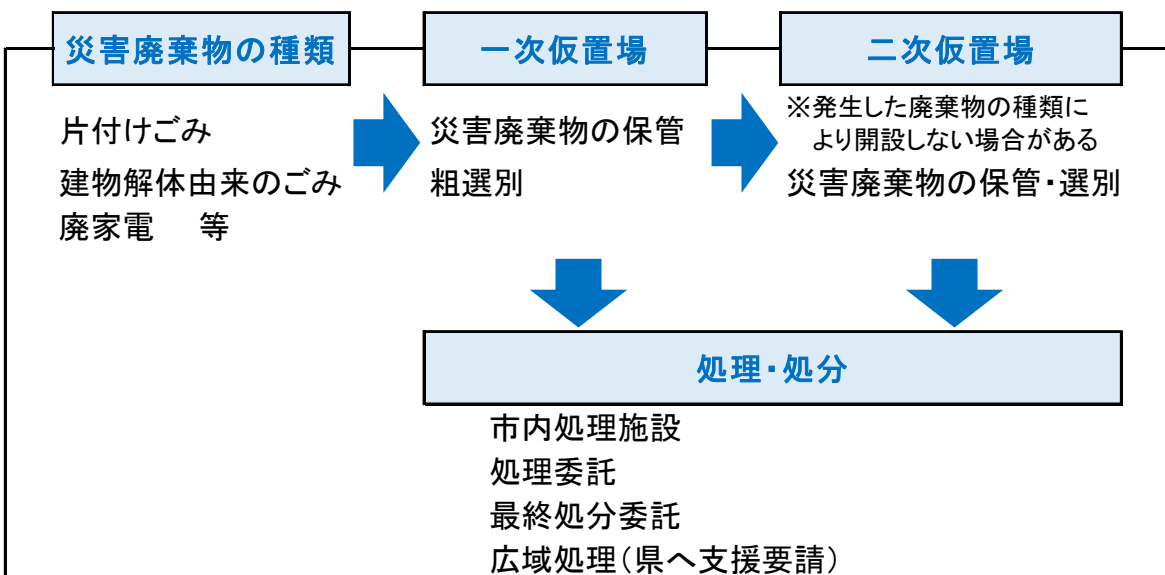 災害廃棄物の種類
片付けごみ
建物解体由来のごみ
廃家電　等
一次仮置場
災害廃棄物の保管
粗選別
二次仮置場
※発生した廃棄物の種類に
より開設しない場合がある
災害廃棄物の保管・選別
処理・処分
市内処理施設
処理委託
最終処分委託
広域処理（県へ支援要請）